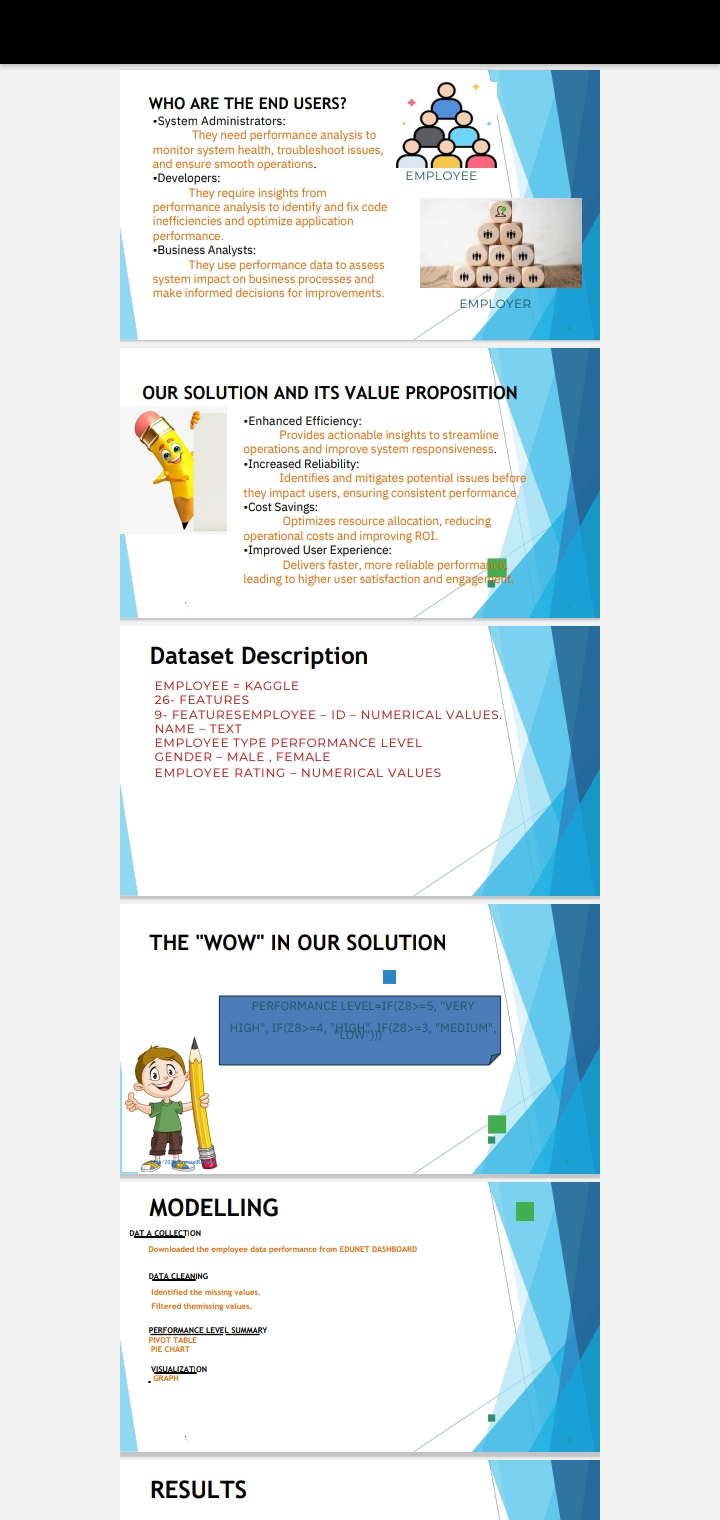 WHO ARE THE END USERS?
•System Administrators:
They need performance analysis to
monitor system health, troubleshoot issues,
and ensure smooth operations.
•Developers:
They require insights from
performance analysis to identify and fix code
inefficiencies and optimize application
performance.
•Business Analysts:
They use performance data to assess
system impact on business processes and
make informed decisions for improvements.
EMPLOYEE
EMPLOYER
OUR SOLUTION AND ITS VALUE PROPOSITION
•Enhanced Efficiency:
Provides actionable insights to streamline
operations and improve system responsiveness.
•Increased Reliability:
Identifies and mitigates potential issues before
they impact users, ensuring consistent performance.
•Cost Savings:
Optimizes resource allocation, reducing
operational costs and improving ROI.
•Improved User Experience:
Delivers faster, more reliable performance,
leading to higher user satisfaction and engagement.
Dataset Description
EMPLOYEE = KAGGLE
26- FEATURES
9- FEATURESEMPLOYEE – ID – NUMERICAL VALUES.
NAME – TEXT
EMPLOYEE TYPE PERFORMANCE LEVEL
GENDER – MALE , FEMALE
EMPLOYEE RATING – NUMERICAL VALUES
THE "WOW" IN OUR SOLUTION
PERFORMANCE LEVEL=IF(Z8>=5, "VERY
HIGH", IF(Z8>=4, "HIGH", IF(Z8>=3, "MEDIUM",
"LOW")))
MODELLING
DAT A COLLECTION
Downloaded the employee data performance from EDUNET DASHBOARD
DATA CLEANING
Identified the missing values.
Filtered themissing values.
PERFORMANCE LEVEL SUMMARY
PIVOT TABLE
PIE CHART
VISUALIZATION
GRAPH
RESULTS